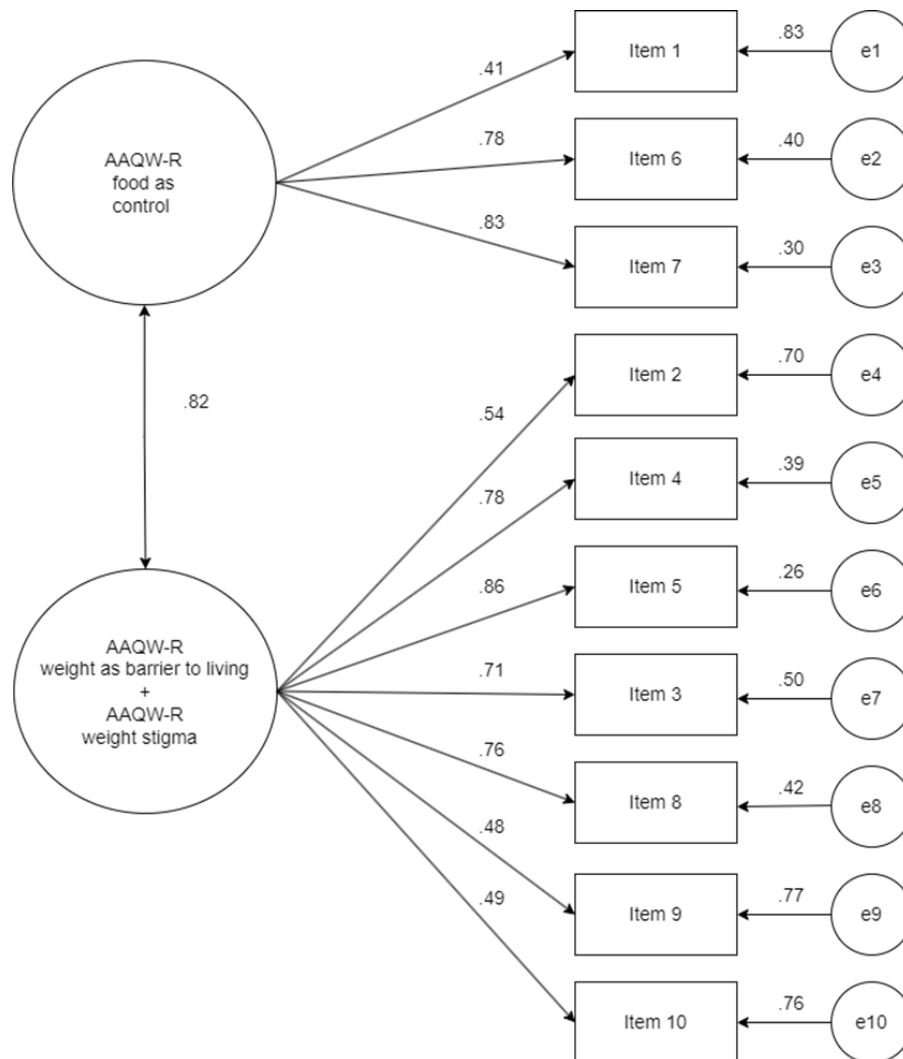 .41
Item 1
.83
e1
AAQW-R
food as
control
.78
Item 6
.40
e2
.83
Item 7
.30
e3
.82
.54
Item 2
.70
e4
.78
Item 4
.39
e5
.86
Item 5
.26
e6
AAQW-R
weight as barrier to living
+
AAQW-R
weight stigma
.71
Item 3
.50
e7
.76
Item 8
.42
e8
.48
Item 9
.77
e9
.49
Item 10
.76
e10